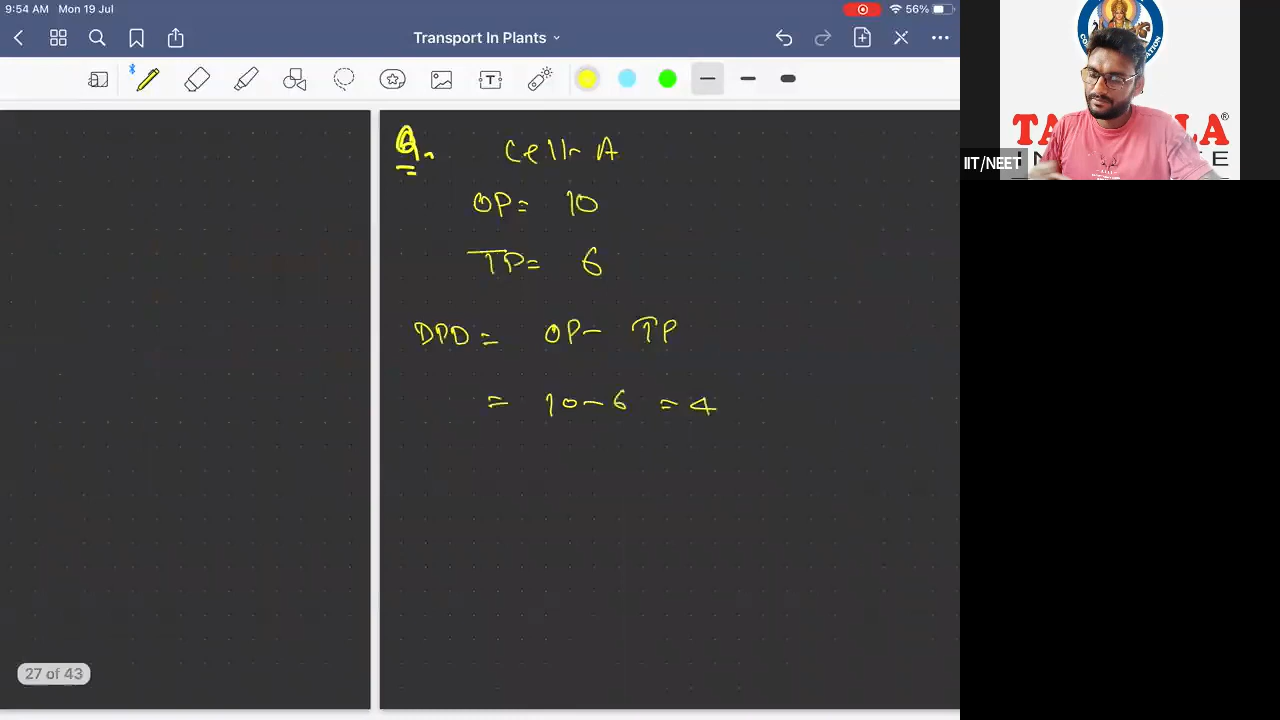 9:54 AM Mon 19 Jul
56%
Transport In Plants
Q. Cell-A
OP= 10
TP= 6
DPD = OP- TP
= 10-6 =4
27 of 43
IIT/NEET